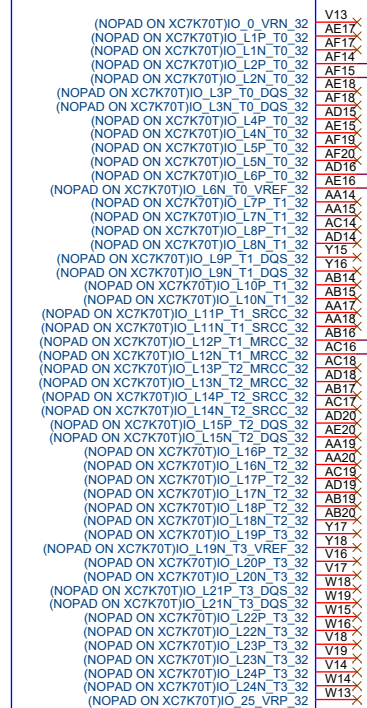 (NOPAD ON XC7K70T)IO_0_VRN_32 V13
(NOPAD ON XC7K70T)IO_L1P_T0_32 AE17
(NOPAD ON XC7K70T)IO_L1N_T0_32 AF17
(NOPAD ON XC7K70T)IO_L2P_T0_32 AF14
(NOPAD ON XC7K70T)IO_L2N_T0_32 AF15
(NOPAD ON XC7K70T)IO_L3P_T0_DQS_32 AE18
(NOPAD ON XC7K70T)IO_L3N_T0_DQS_32 AF18
(NOPAD ON XC7K70T)IO_L4P_T0_32 AD15
(NOPAD ON XC7K70T)IO_L4N_T0_32 AE15
(NOPAD ON XC7K70T)IO_L5P_T0_32 AF19
(NOPAD ON XC7K70T)IO_L5N_T0_32 AF20
(NOPAD ON XC7K70T)IO_L6P_T0_32 AD16
(NOPAD ON XC7K70T)IO_L6N_T0_VREF_32 AE16
(NOPAD ON XC7K70T)IO_L7P_T1_32 AA14
(NOPAD ON XC7K70T)IO_L7N_T1_32 AA15
(NOPAD ON XC7K70T)IO_L8P_T1_32 AC14
(NOPAD ON XC7K70T)IO_L8N_T1_32 AD14
(NOPAD ON XC7K70T)IO_L9P_T1_DQS_32 Y15
(NOPAD ON XC7K70T)IO_L9N_T1_DQS_32 Y16
(NOPAD ON XC7K70T)IO_L10P_T1_32 AB14
(NOPAD ON XC7K70T)IO_L10N_T1_32 AB15
(NOPAD ON XC7K70T)IO_L11P_T1_SRCC_32 AA17
(NOPAD ON XC7K70T)IO_L11N_T1_SRCC_32 AA18
(NOPAD ON XC7K70T)IO_L12P_T1_MRCC_32 AB16
(NOPAD ON XC7K70T)IO_L12N_T1_MRCC_32 AC16
(NOPAD ON XC7K70T)IO_L13P_T2_MRCC_32 AC18
(NOPAD ON XC7K70T)IO_L13N_T2_MRCC_32 AD18
(NOPAD ON XC7K70T)IO_L14P_T2_SRCC_32 AB17
(NOPAD ON XC7K70T)IO_L14N_T2_SRCC_32 AC17
(NOPAD ON XC7K70T)IO_L15P_T2_DQS_32 AD20
(NOPAD ON XC7K70T)IO_L15N_T2_DQS_32 AE20
(NOPAD ON XC7K70T)IO_L16P_T2_32 AA19
(NOPAD ON XC7K70T)IO_L16N_T2_32 AA20
(NOPAD ON XC7K70T)IO_L17P_T2_32 AC19
(NOPAD ON XC7K70T)IO_L17N_T2_32 AD19
(NOPAD ON XC7K70T)IO_L18P_T2_32 AB19
(NOPAD ON XC7K70T)IO_L18N_T2_32 AB20
(NOPAD ON XC7K70T)IO_L19P_T3_32 Y17
(NOPAD ON XC7K70T)IO_L19N_T3_VREF_32 Y18
(NOPAD ON XC7K70T)IO_L20P_T3_32 V16
(NOPAD ON XC7K70T)IO_L20N_T3_32 V17
(NOPAD ON XC7K70T)IO_L21P_T3_DQS_32 W18
(NOPAD ON XC7K70T)IO_L21N_T3_DQS_32 W19
(NOPAD ON XC7K70T)IO_L22P_T3_32 W15
(NOPAD ON XC7K70T)IO_L22N_T3_32 W16
(NOPAD ON XC7K70T)IO_L23P_T3_32 V18
(NOPAD ON XC7K70T)IO_L23N_T3_32 V19
(NOPAD ON XC7K70T)IO_L24P_T3_32 V14
(NOPAD ON XC7K70T)IO_L24N_T3_32 W14
(NOPAD ON XC7K70T)IO_25_VRP_32 W13